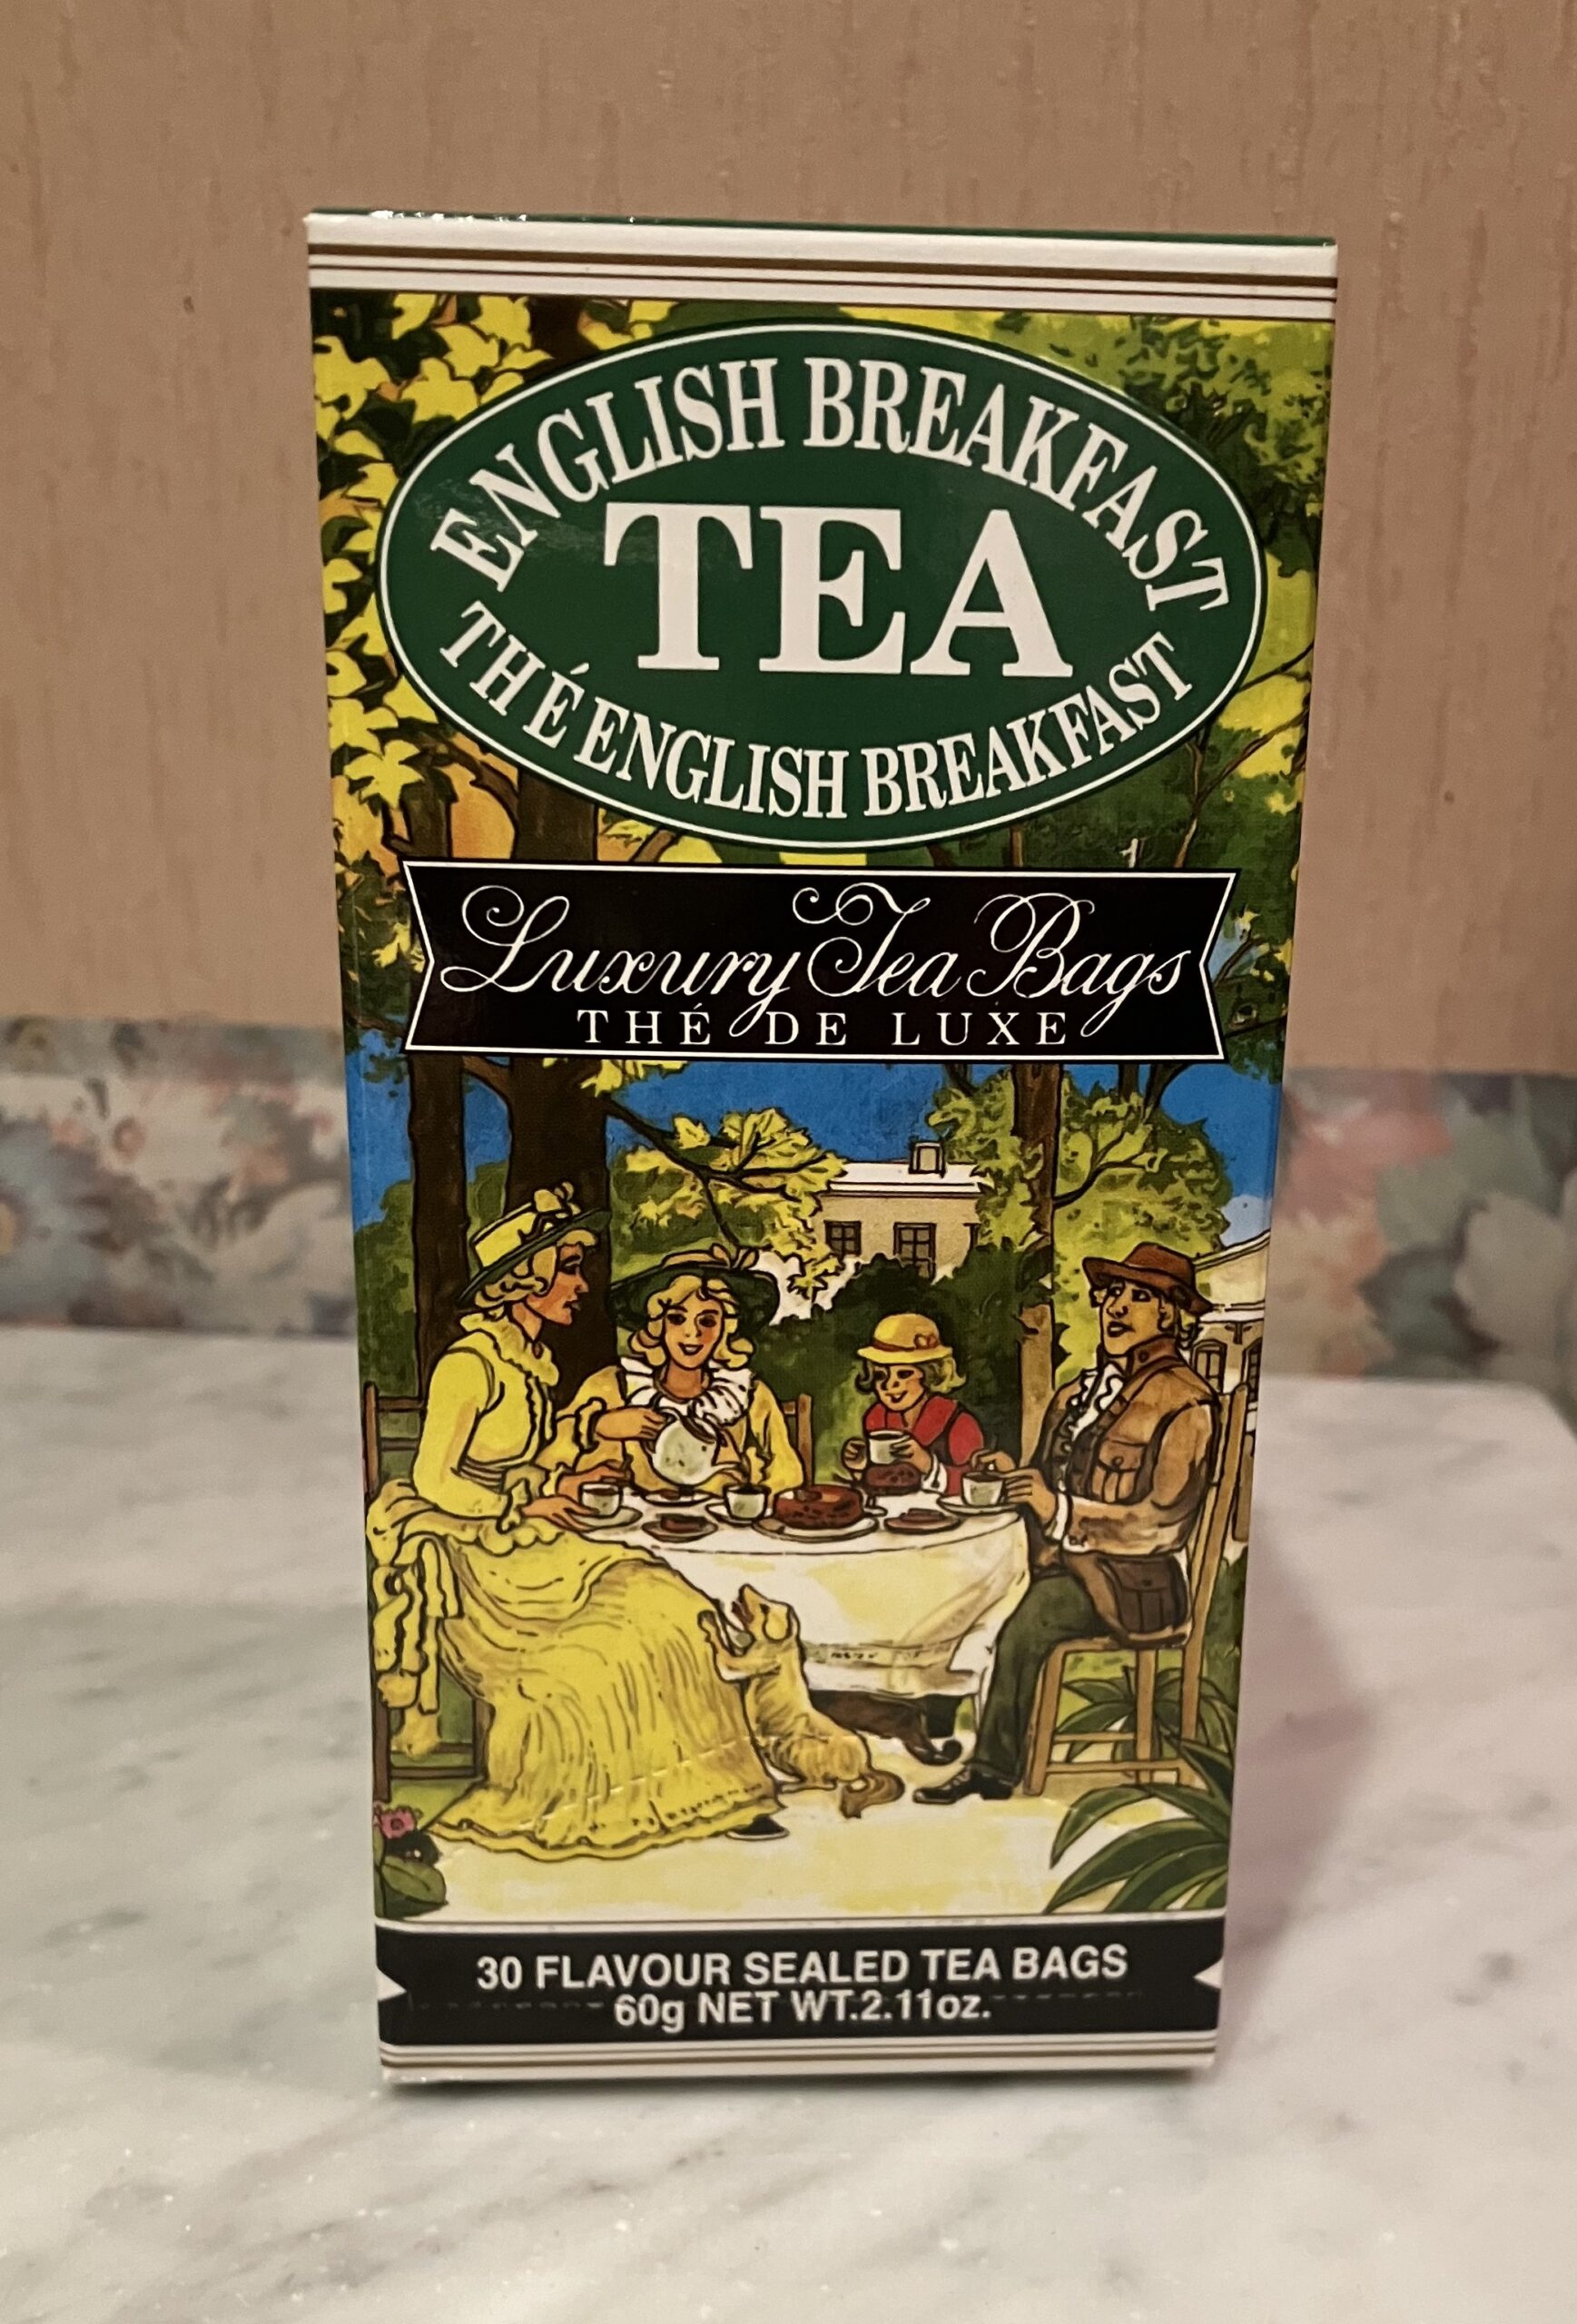 ENGLISH BREAKFAST
TEA
THÉ ENGLISH BREAKFAST
Luxury Tea Bags
THÉ DE LUXE
30 FLAVOUR SEALED TEA BAGS
60g NET WT.2.11oz.